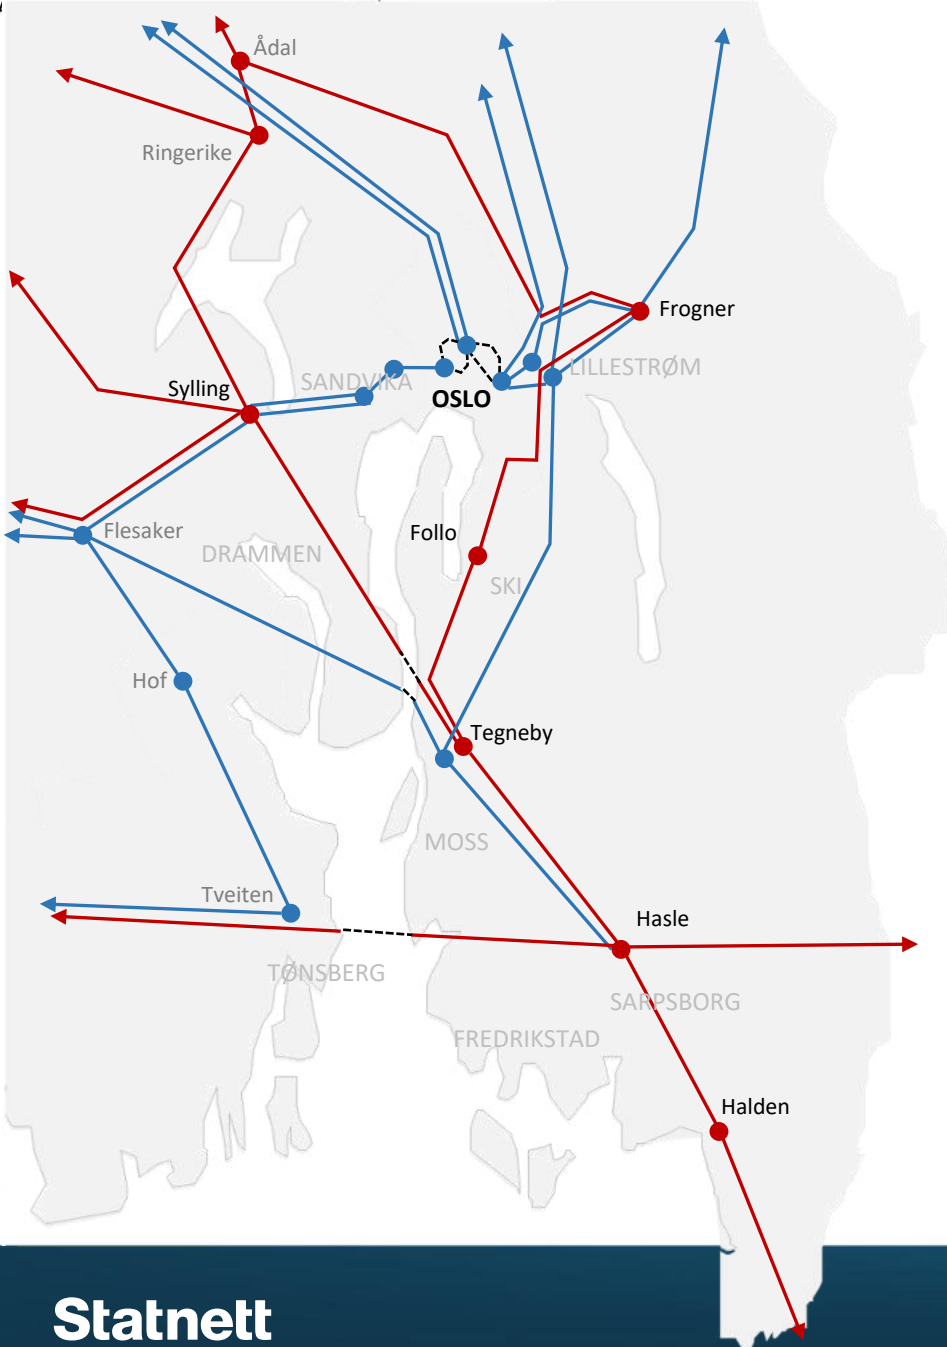 Ådal
Ringerike
Frogner
Sylling
SANDVIKA
LILLESTRØM
OSLO
Flesaker
Follo
DRAMMEN
SKI
Hof
Tegneby
MOSS
Tveiten
Hasle
TØNSBERG
SARPSBORG
FREDRIKSTAD
Halden
Statnett